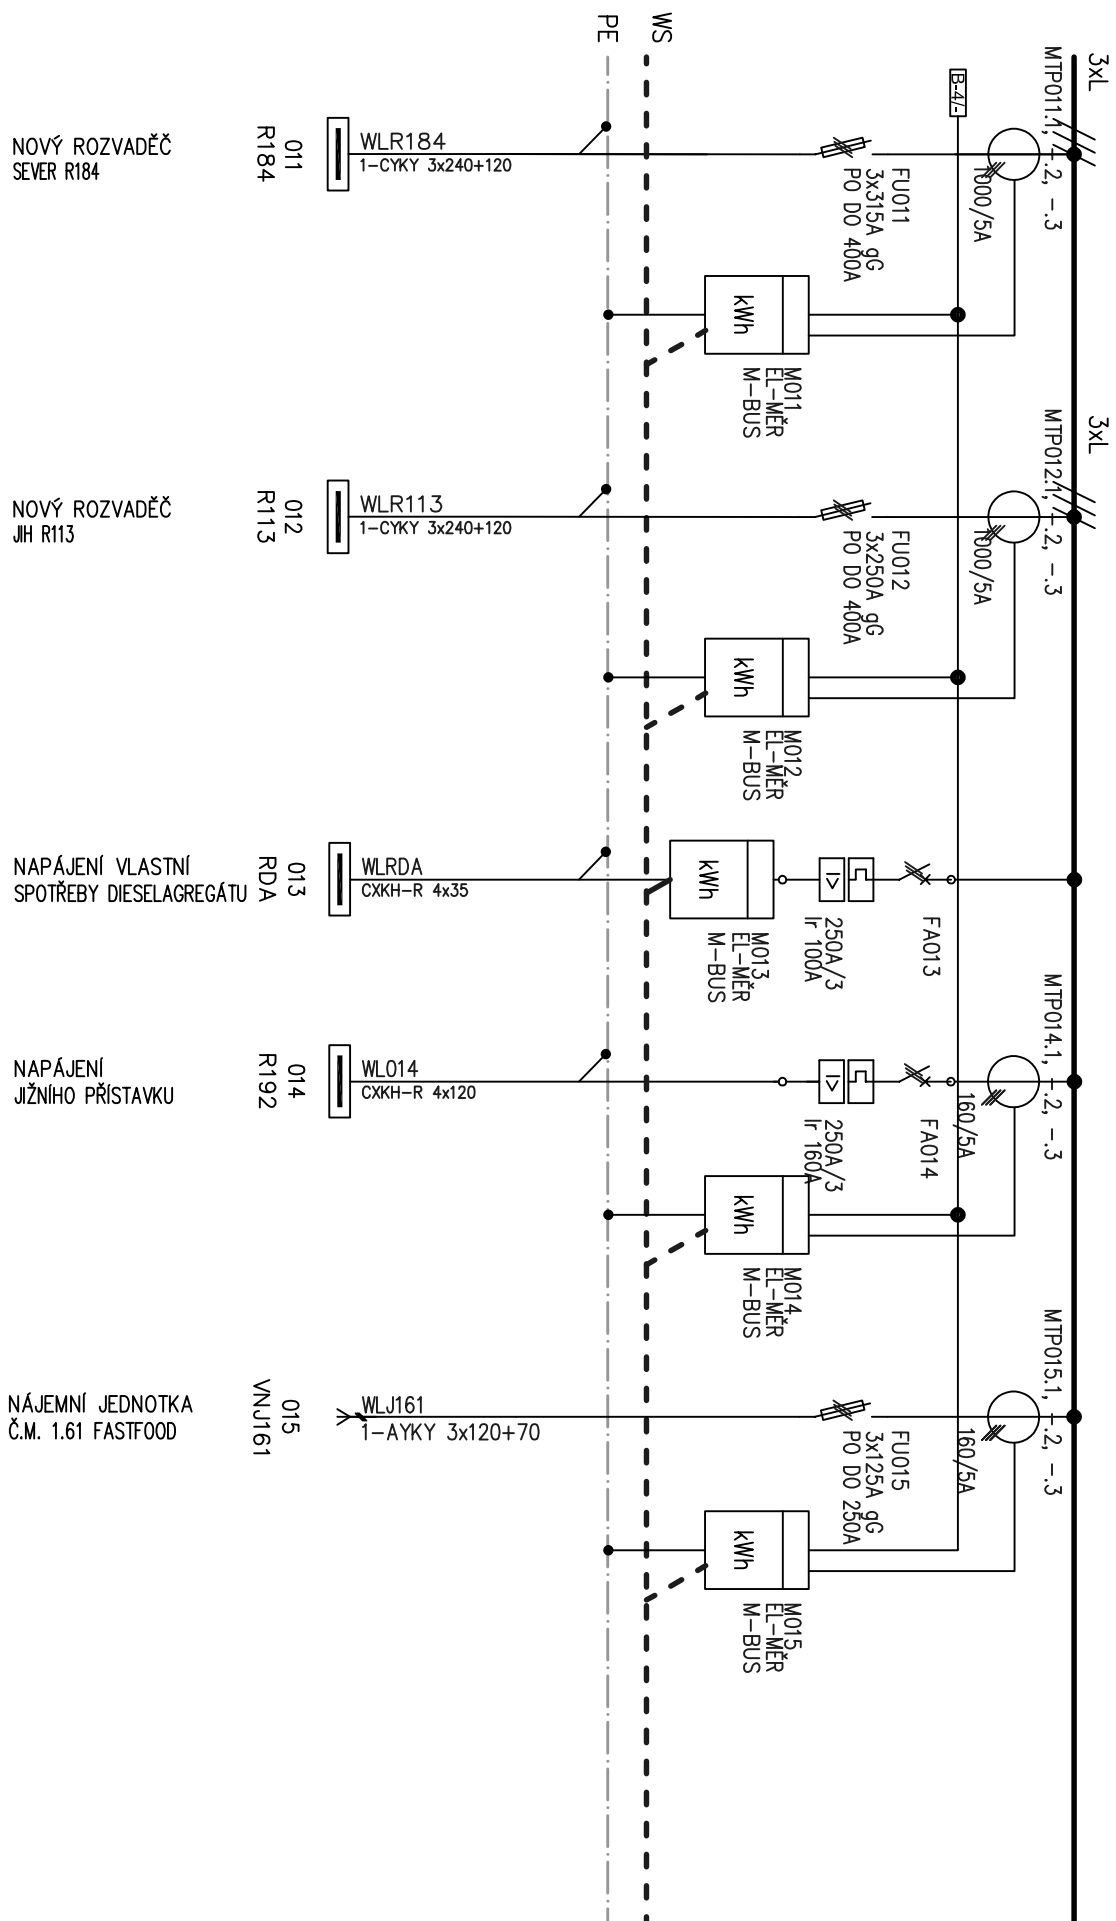 PE
WS
3xL
B-4/-
MTP011.1, -.2, -.3
1000/5A
NOVÝ ROZVADĚČ
SEVER R184
011
R184
WLR184
1-CYKY 3x240+120
FU011
3x315A gG
PO DO 400A
kWh
M011
EL-MĚR
M-BUS
3xL
MTP012.1, -.2, -.3
1000/5A
NOVÝ ROZVADĚČ
JIH R113
012
R113
WLR113
1-CYKY 3x240+120
FU012
3x250A gG
PO DO 400A
kWh
M012
EL-MĚR
M-BUS
NAPÁJENÍ VLASTNÍ
SPOTŘEBY DIESELAGREGÁTU
013
RDA
WLRDA
CXKH-R 4x35
kWh
M013
EL-MĚR
M-BUS
I>
250A/3
Ir 100A
FA013
MTP014.1, -.2, -.3
160/5A
NAPÁJENÍ
JIŽNÍHO PŘÍSTAVKU
014
R192
WL014
CXKH-R 4x120
I>
250A/3
Ir 160A
FA014
kWh
M014
EL-MĚR
M-BUS
MTP015.1, -.2, -.3
160/5A
NÁJEMNÍ JEDNOTKA
Č.M. 1.61 FASTFOOD
015
VNJ161
WLJ161
1-AYKY 3x120+70
FU015
3x125A gG
PO DO 250A
kWh
M015
EL-MĚR
M-BUS